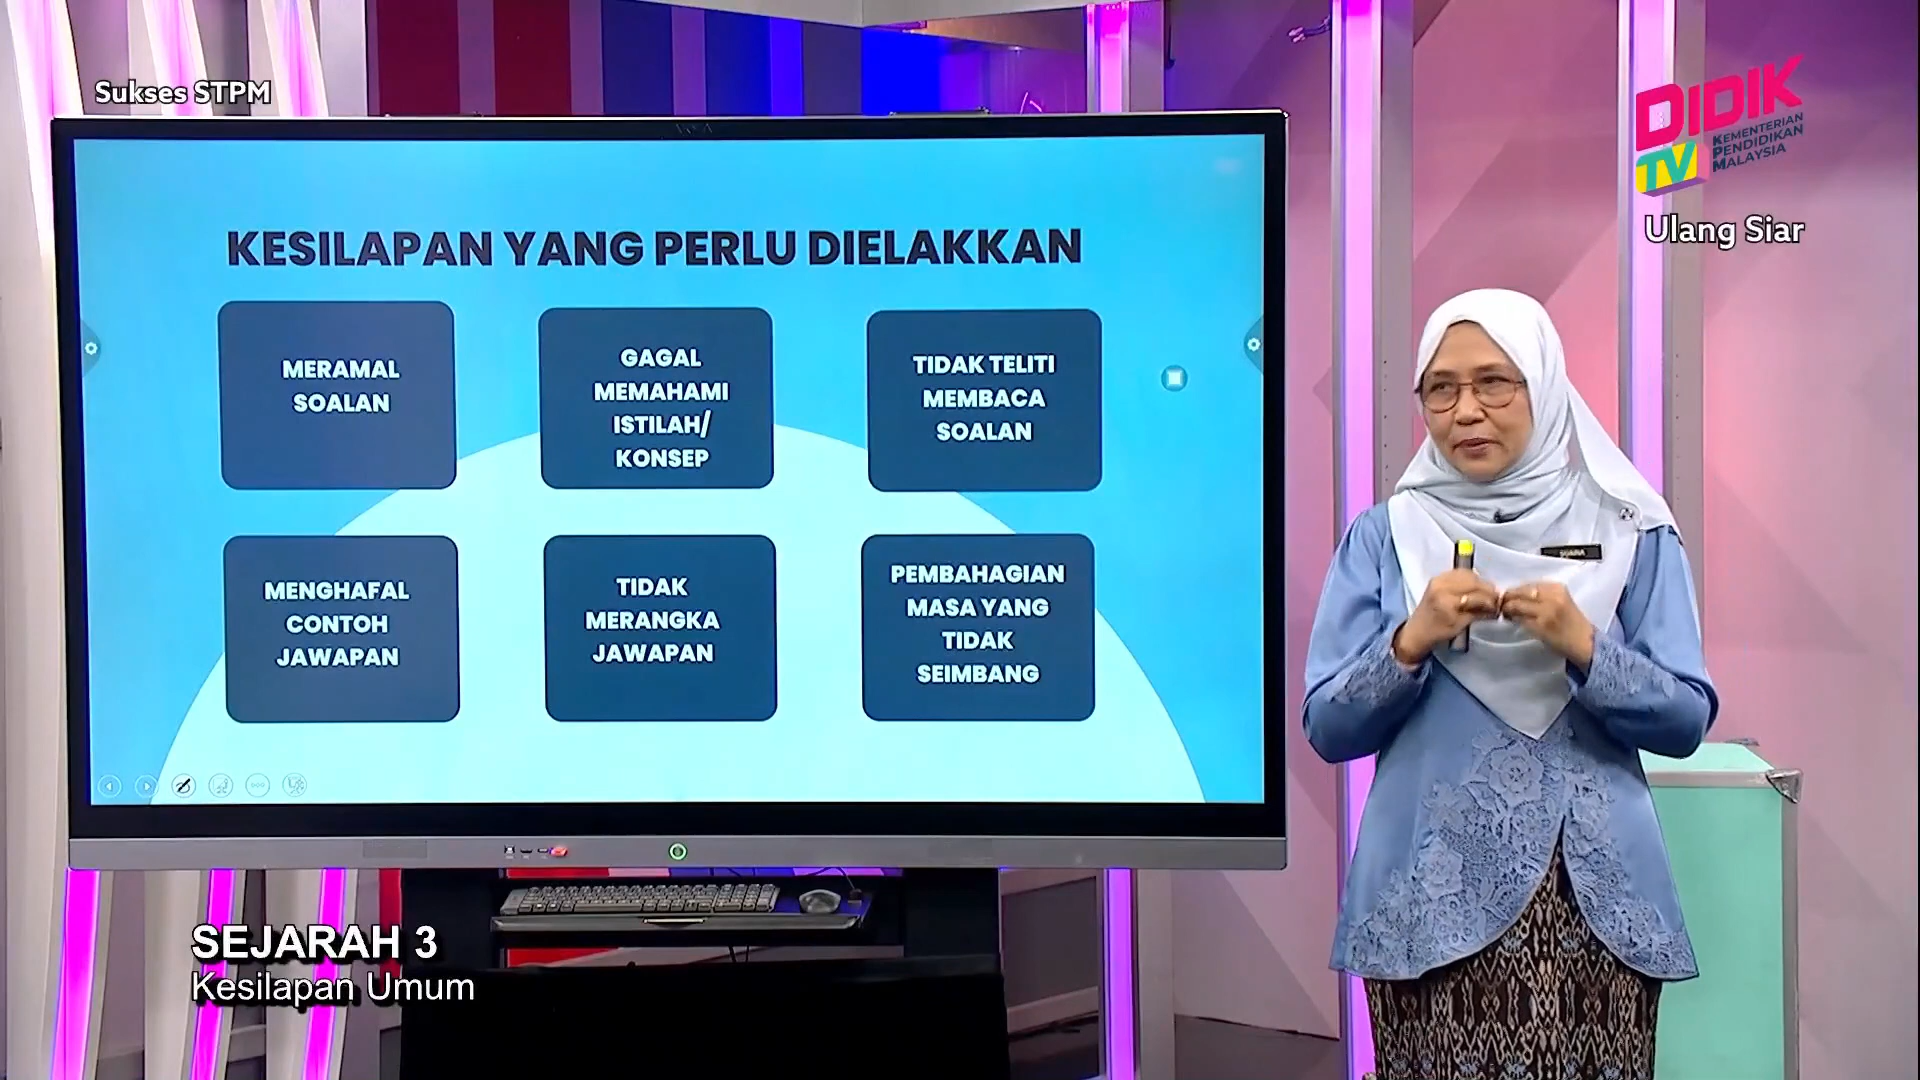 Sukses STPM
DIDIK
TV
KEMENTERIAN
PENDIDIKAN
MALAYSIA
Ulang Siar
KESILAPAN YANG PERLU DIELAKKAN
MERAMAL
SOALAN
GAGAL
MEMAHAMI
ISTILAH/
KONSEP
TIDAK TELITI
MEMBACA
SOALAN
MENGHAFAL
CONTOH
JAWAPAN
TIDAK
MERANGKA
JAWAPAN
PEMBAHAGIAN
MASA YANG
TIDAK
SEIMBANG
SEJARAH 3
Kesilapan Umum